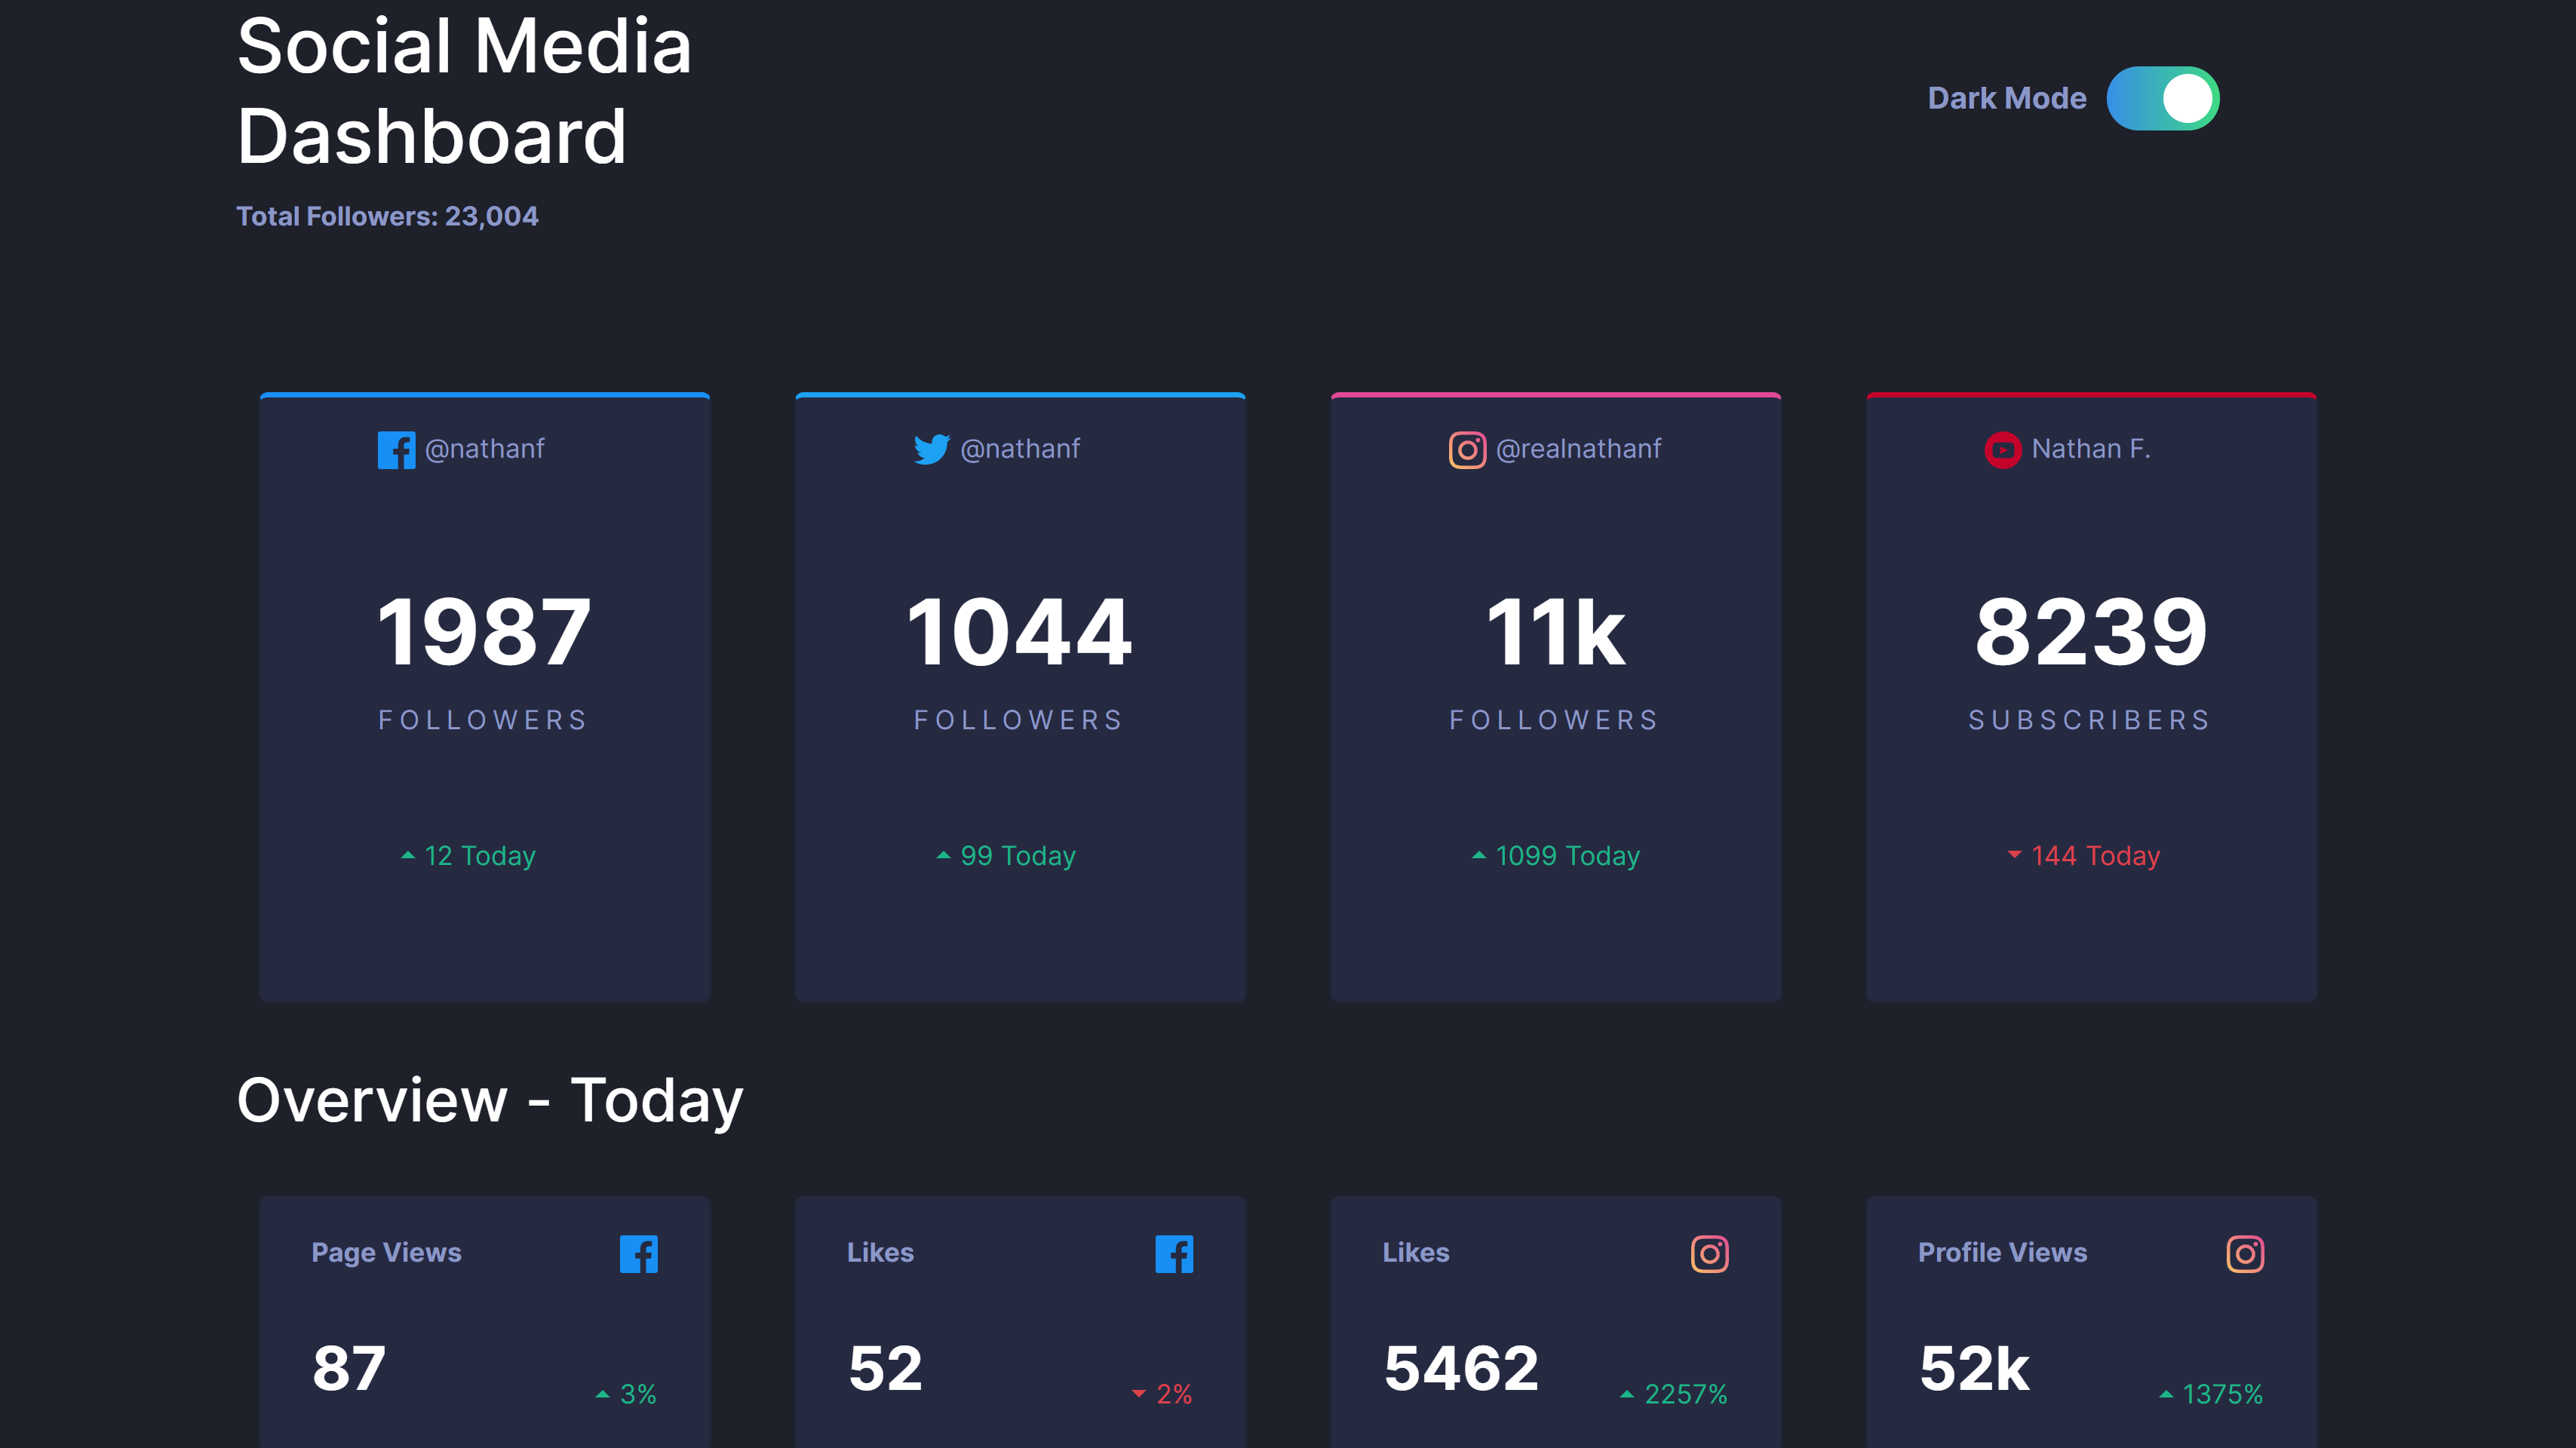 Social Media
Dashboard
Dark Mode
Total Followers: 23,004
@nathanf
@nathanf
@realnathanf
Nathan F.
1987
1044
11k
8239
FOLLOWERS
FOLLOWERS
FOLLOWERS
SUBSCRIBERS
12 Today
99 Today
1099 Today
144 Today
Overview - Today
Page Views
Likes
Likes
Profile Views
87
3%
52
2%
5462
2257%
52k
1375%